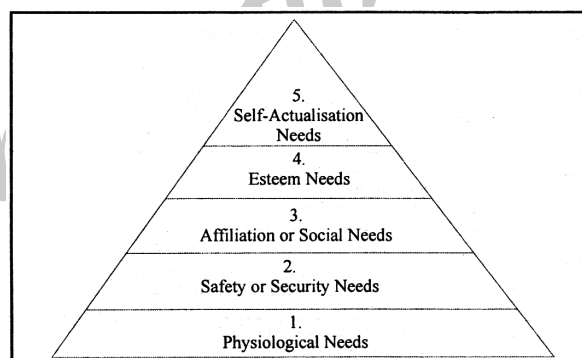 5.
Self-Actualisation
Needs
4.
Esteem Needs
3.
Affiliation or Social Needs
2.
Safety or Security Needs
1.
Physiological Needs